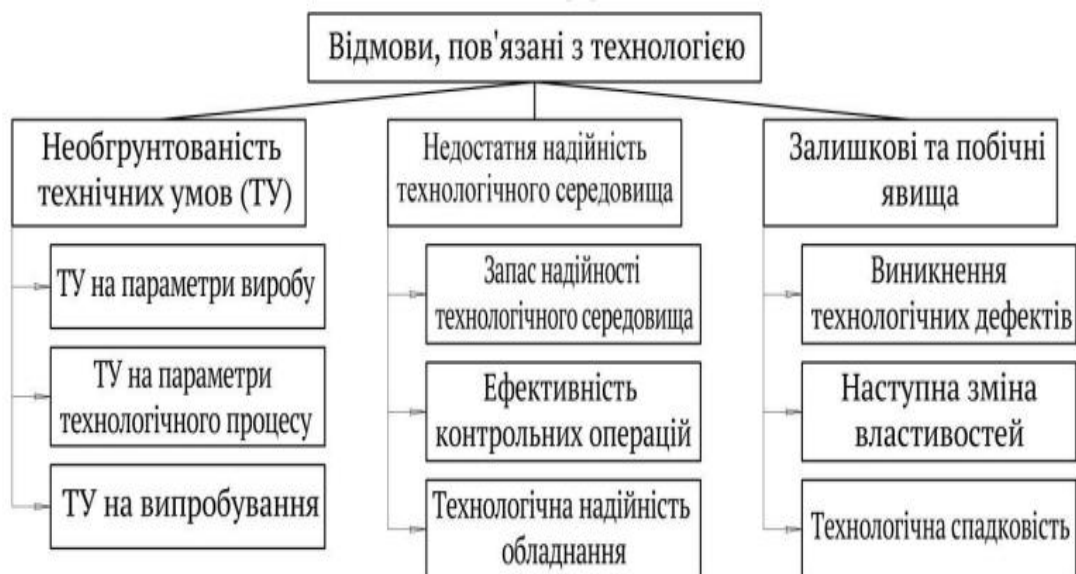 Відмови, пов'язані з технологією
Необгрунтованість
технічних умов (ТУ)
ТУ на параметри виробу
ТУ на параметри
технологічного процесу
ТУ на випробування
Недостатня надійність
технологічного середовища
Запас надійності
технологічного середовища
Ефективність
контрольних операцій
Технологічна надійність
обладнання
Залишкові та побічні
явища
Виникнення
технологічних дефектів
Наступна зміна
властивостей
Технологічна спадковість